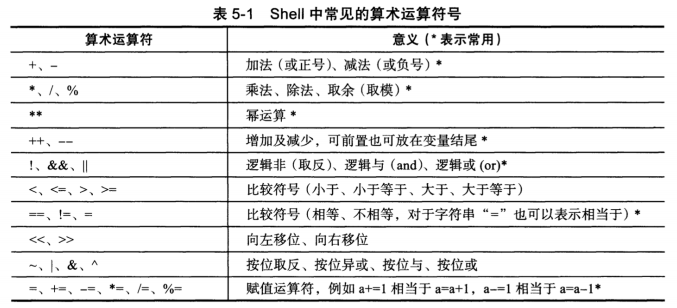 表 5-1 Shell 中常见的算术运算符号
算术运算符 意义（* 表示常用）
+、- 加法（或正号）、减法（或负号）*
*、/、% 乘法、除法、取余（取模）*
** 幂运算 *
++、-- 增加及减少，可前置也可放在变量结尾 *
!、&&、|| 逻辑非（取反）、逻辑与（and）、逻辑或 (or)*
<、<=、>、>= 比较符号（小于、小于等于、大于、大于等于）
==、!=、= 比较符号（相等、不相等，对于字符串“=”也可以表示相当于）*
<<、>> 向左移位、向右移位
~、|、&、^ 按位取反、按位异或、按位与、按位或
=、+=、-=、*=、/=、%= 赋值运算符，例如 a+=1 相当于 a=a+1，a-=1 相当于 a=a-1*